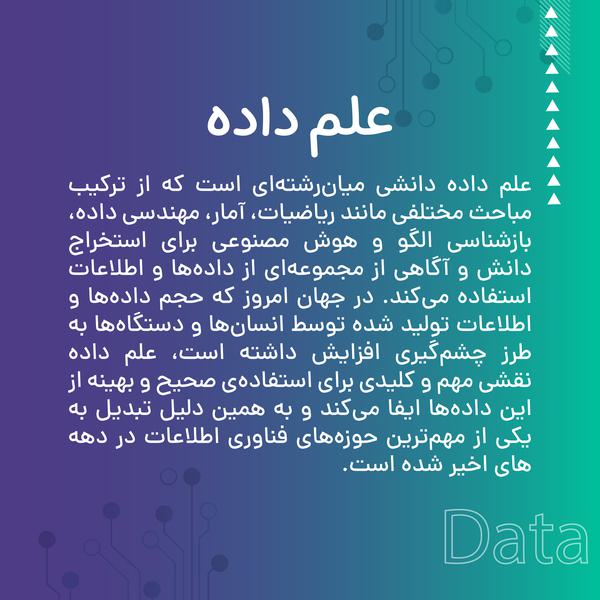 علم داده
علم داده دانشی میان‌رشته‌ای است که از ترکیب
مباحث مختلفی مانند ریاضیات، آمار، مهندسی داده،
بازشناسی الگو و هوش مصنوعی برای استخراج
دانش و آگاهی از مجموعه‌ای از داده‌ها و اطلاعات
استفاده می‌کند. در جهان امروز که حجم داده‌ها و
اطلاعات تولید شده توسط انسان‌ها و دستگاه‌ها به
طرز چشم‌گیری افزایش داشته است، علم داده
نقشی مهم و کلیدی برای استفاده‌ی صحیح و بهینه از
این داده‌ها ایفا می‌کند و به همین دلیل تبدیل به
یکی از مهم‌ترین حوزه‌های فناوری اطلاعات در دهه
های اخیر شده است.
Data